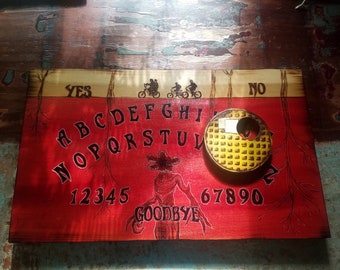 YES NO
ABCDEFGHI
NOPQRSTUV Z
12345 67890
GOODBYE